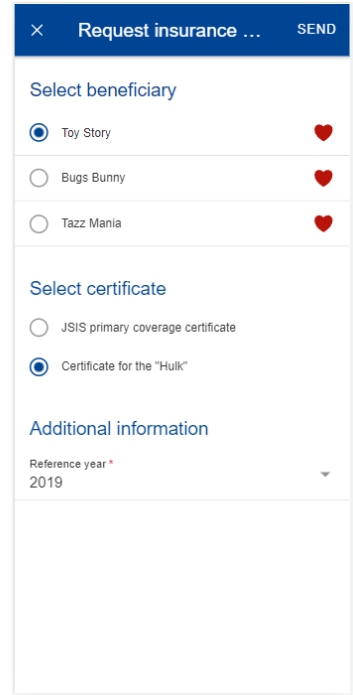 × Request insurance ... SEND
Select beneficiary
Toy Story
Bugs Bunny
Tazz Mania
Select certificate
JSIS primary coverage certificate
Certificate for the "Hulk"
Additional information
Reference year *
2019